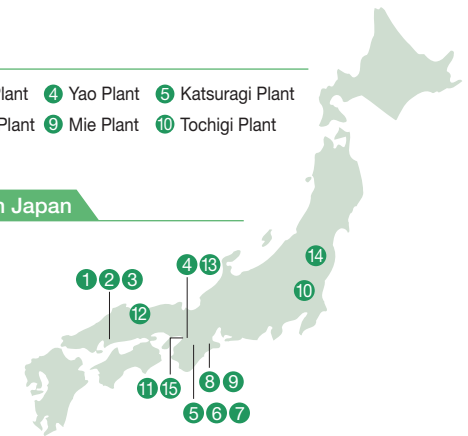 Plant ④ Yao Plant ⑤ Katsuragi Plant
Plant ⑨ Mie Plant ⑩ Tochigi Plant
Japan
④ ⑬
① ② ③
⑭
⑩
⑫
⑧ ⑨
⑪ ⑮
⑤ ⑥ ⑦